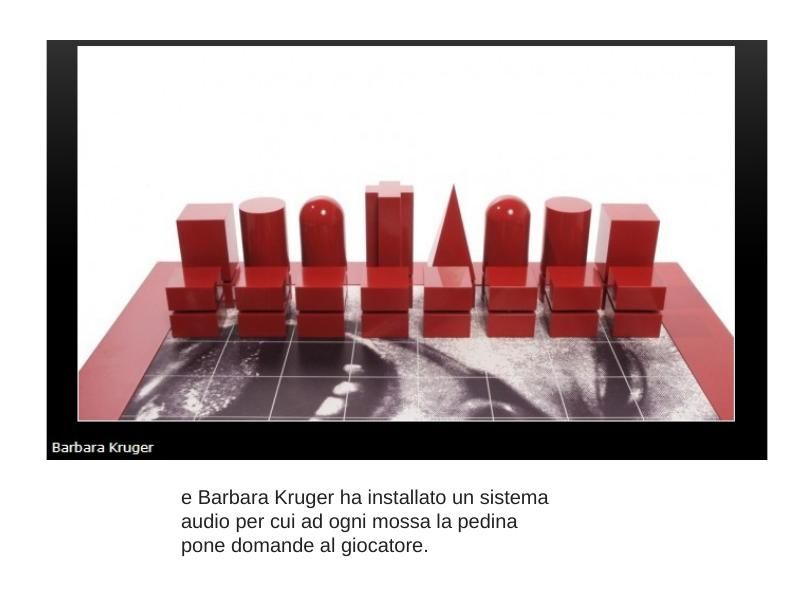 Barbara Kruger
e Barbara Kruger ha installato un sistema
audio per cui ad ogni mossa la pedina
pone domande al giocatore.